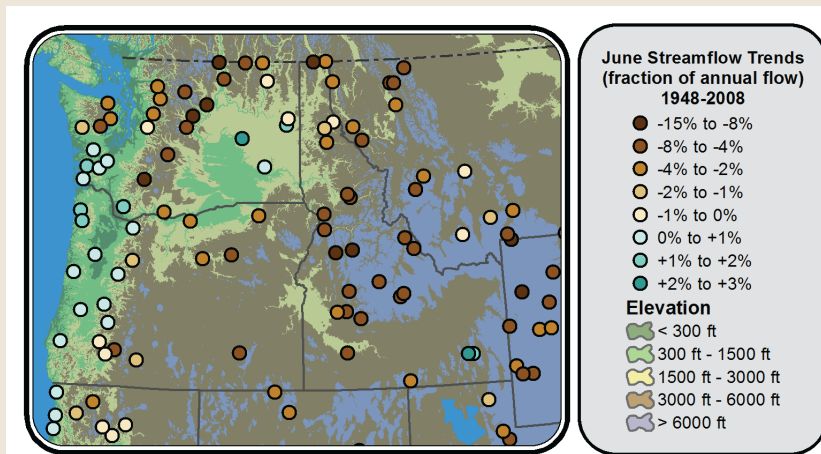 June Streamflow Trends
(fraction of annual flow)
1948-2008
-15% to -8%
-8% to -4%
-4% to -2%
-2% to -1%
-1% to 0%
0% to +1%
+1% to +2%
+2% to +3%
Elevation
< 300 ft
300 ft - 1500 ft
1500 ft - 3000 ft
3000 ft - 6000 ft
> 6000 ft